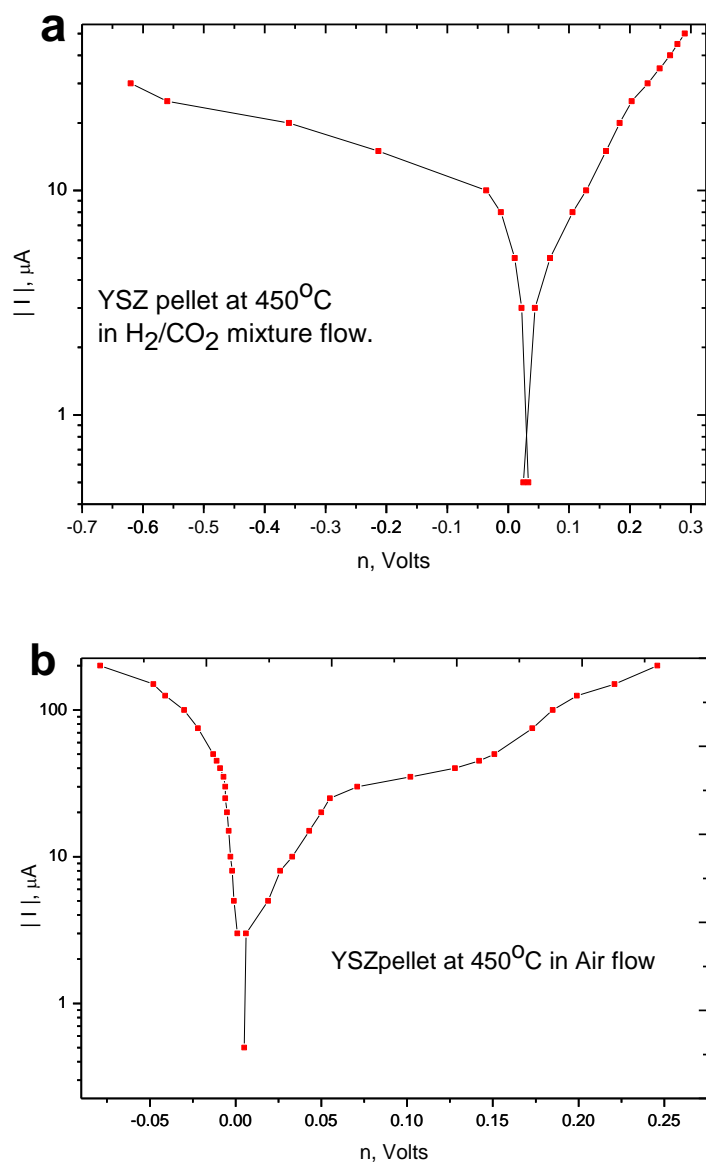 a
10
1
| I |, μA
YSZ pellet at 450°C
in H₂/CO₂ mixture flow.
-0.7 -0.6 -0.5 -0.4 -0.3 -0.2 -0.1 0.0 0.1 0.2 0.3
n, Volts
b
100
10
1
| I |, μA
YSZpellet at 450°C in Air flow
-0.05 0.00 0.05 0.10 0.15 0.20 0.25
n, Volts